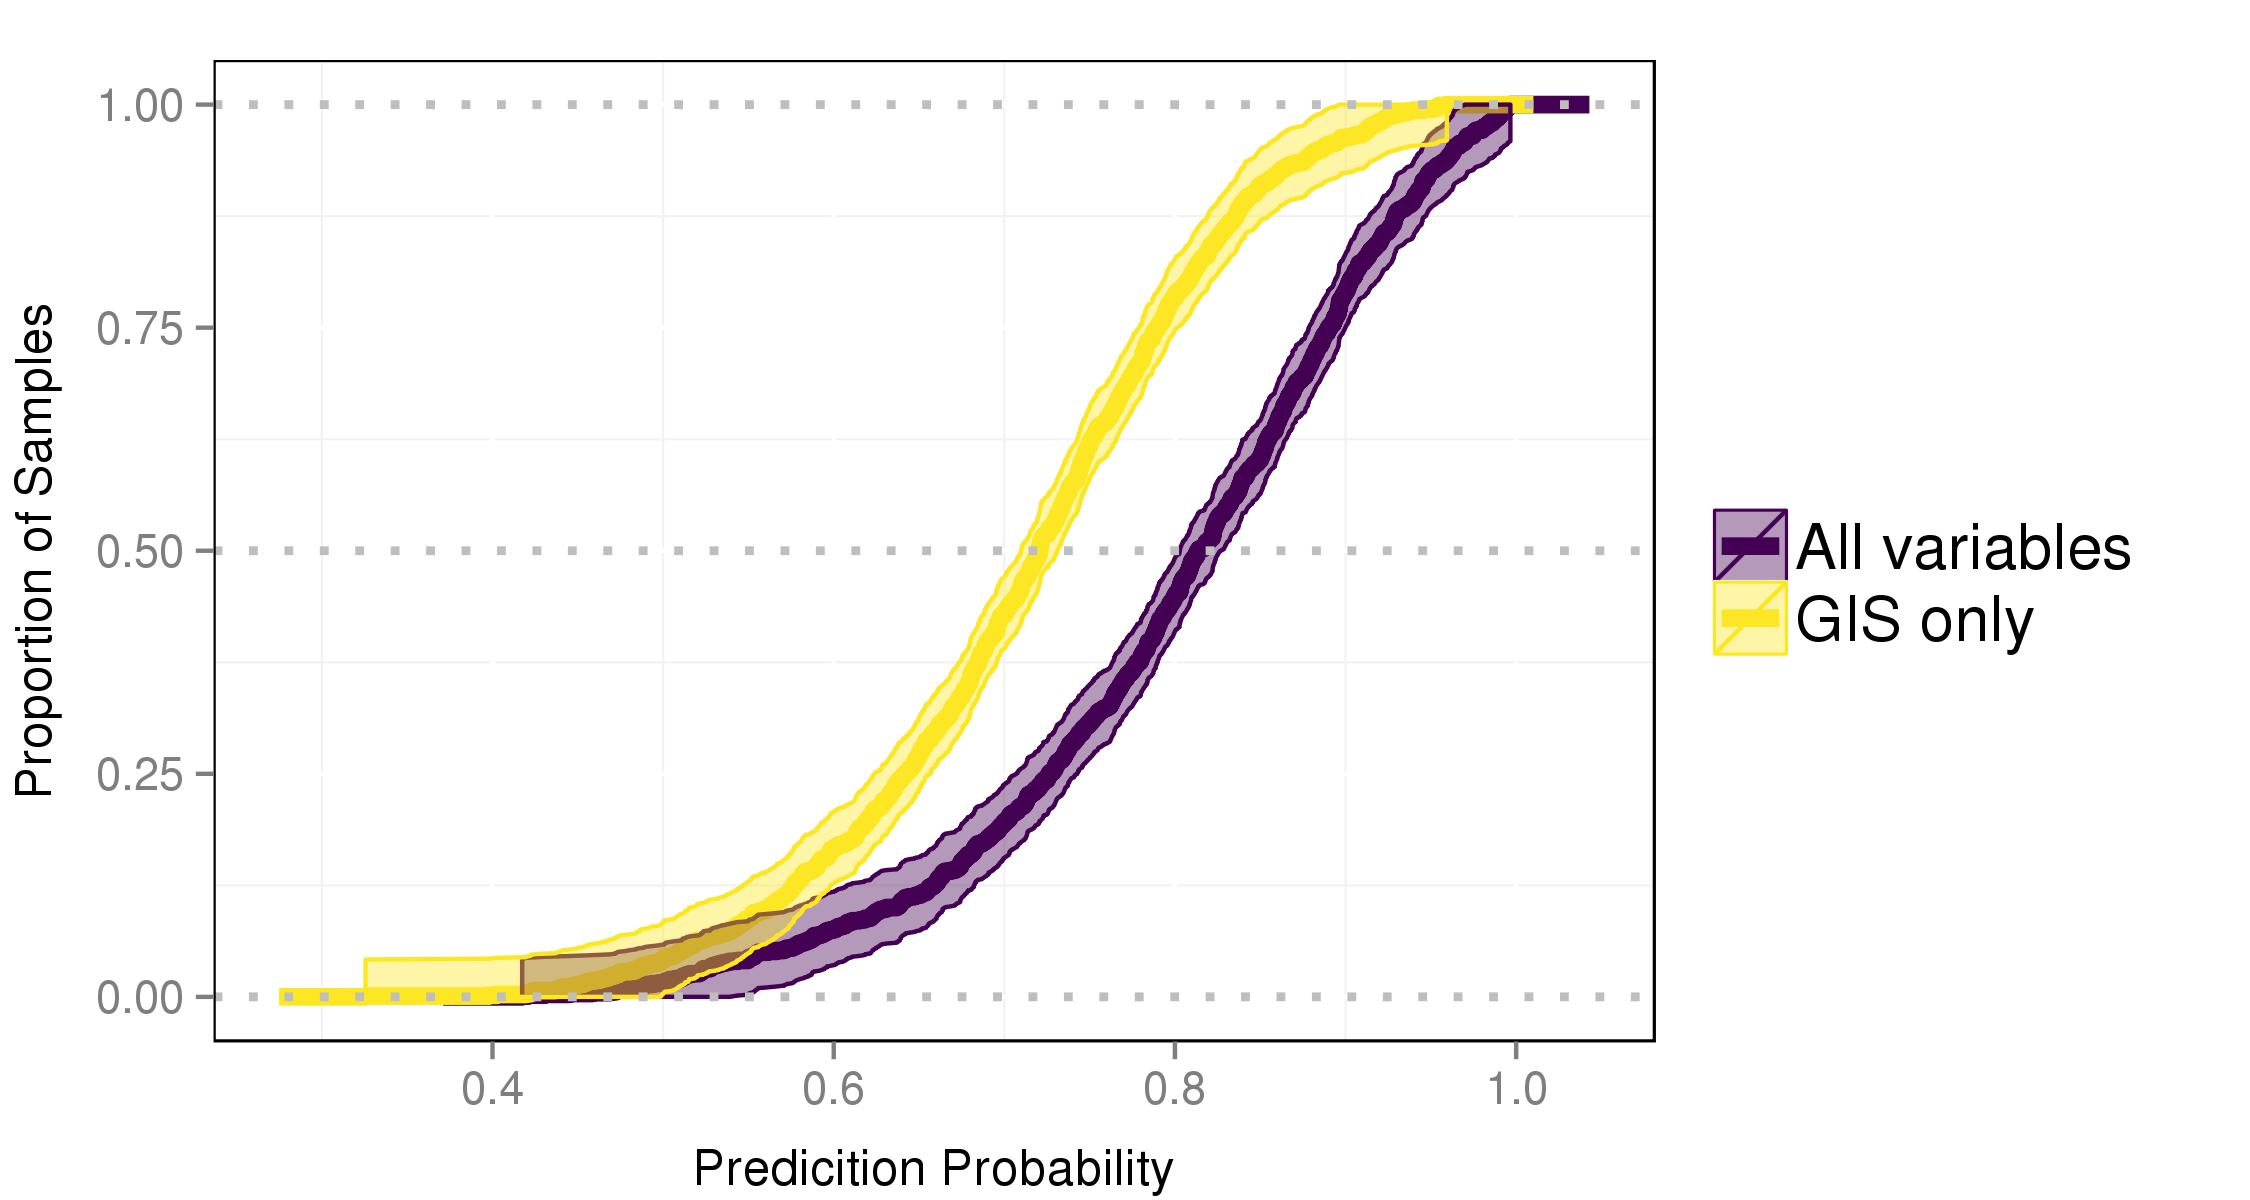 1.00
0.75
0.50
0.25
0.00
Proportion of Samples
0.4 0.6 0.8 1.0
Predicition Probability
All variables
GIS only